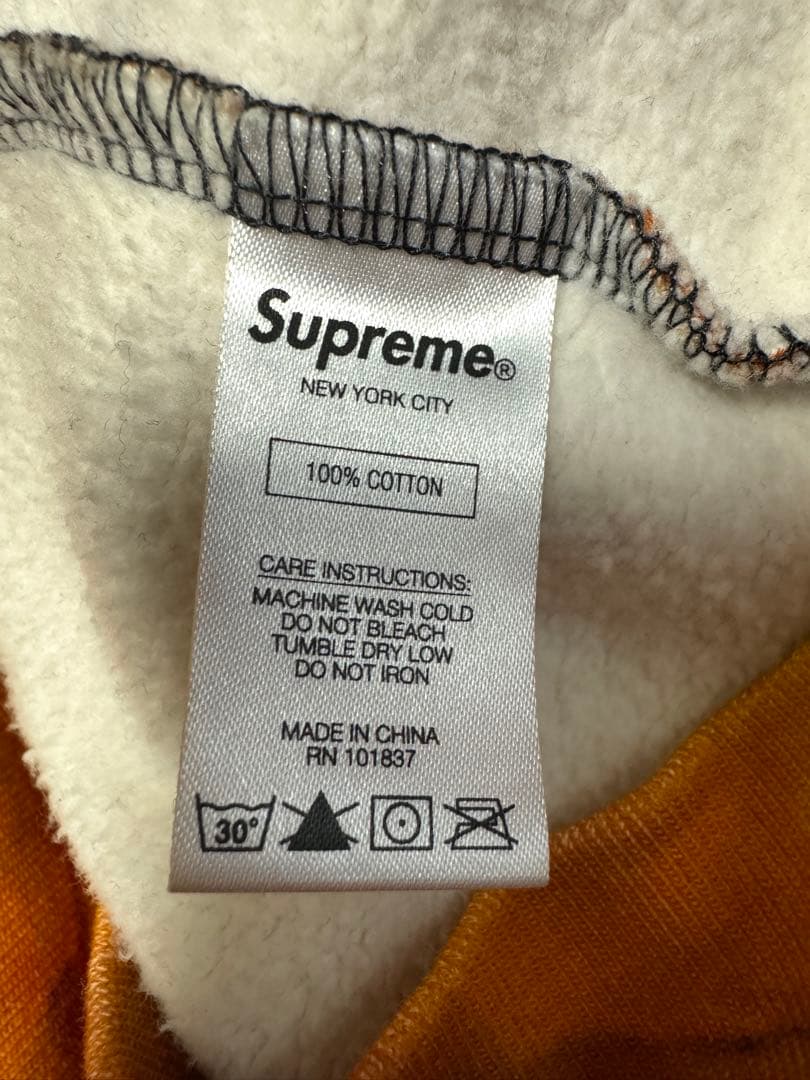 Supreme®
NEW YORK CITY
100% COTTON
CARE INSTRUCTIONS:
MACHINE WASH COLD
DO NOT BLEACH
TUMBLE DRY LOW
DO NOT IRON
MADE IN CHINA
RN 101837
30°